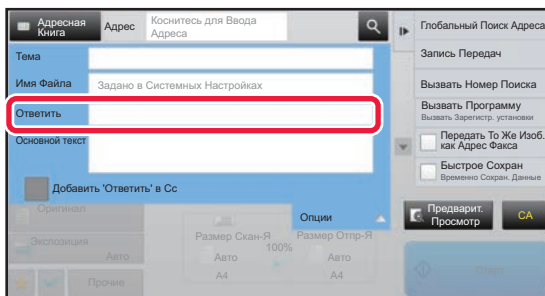 Адресная
Книга
Адрес
Коснитесь для Ввода
Адреса
Тема
Имя Файла
Задано в Системных Настройках
Ответить
Основной текст
Добавить 'Ответить' в Cc
Опции
Оригинал
Экспозиция
Авто
Прочие
Размер Скан-Я
100%
Размер Отпр-Я
Авто
A4
Авто
A4
Глобальный Поиск Адреса
Запись Передач
Вызвать Номер Поиска
Вызвать Программу
Вызвать Зарегистр. установки
Передать То Же Изоб.
как Адрес Факса
Быстрое Сохран
Временно Сохран. Данные
Предварит.
Просмотр
CA
Старт